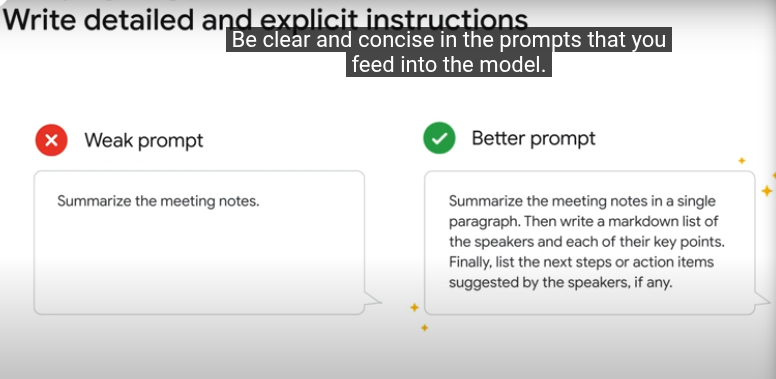 Write detailed and explicit instructions
Be clear and concise in the prompts that you
feed into the model.
Weak prompt
Summarize the meeting notes.
Better prompt
Summarize the meeting notes in a single
paragraph. Then write a markdown list of
the speakers and each of their key points.
Finally, list the next steps or action items
suggested by the speakers, if any.